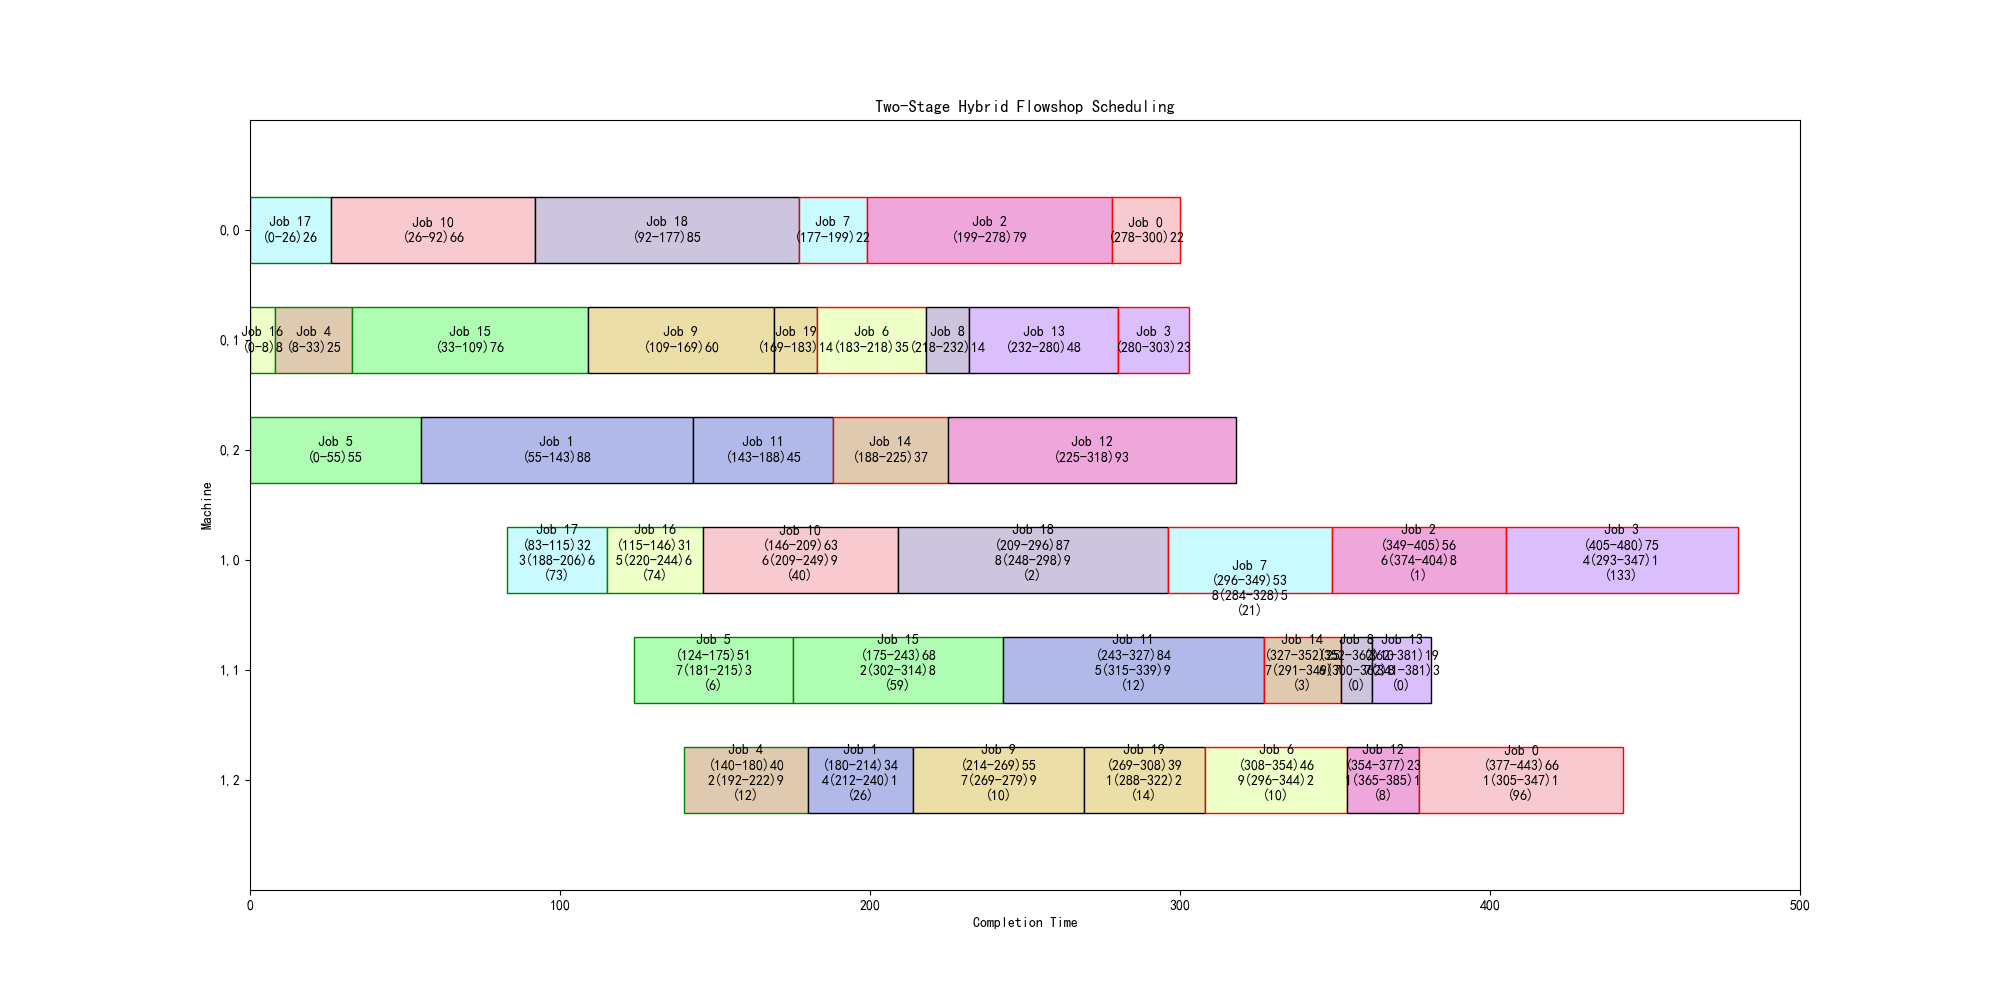 Two-Stage Hybrid Flowshop Scheduling
Machine
0,0
Job 17
(0-26)26
Job 10
(26-92)66
Job 18
(92-177)85
Job 7
(177-199)22
Job 2
(199-278)79
Job 0
(278-300)22
0,1
Job 16
(0-8)8
Job 4
(8-33)25
Job 15
(33-109)76
Job 9
(109-169)60
Job 19
(169-183)14
Job 6
(183-218)35
Job 8
(218-232)14
Job 13
(232-280)48
Job 3
(280-303)23
0,2
Job 5
(0-55)55
Job 1
(55-143)88
Job 11
(143-188)45
Job 14
(188-225)37
Job 12
(225-318)93
1,0
Job 17
(83-115)32
3(188-206)6
(73)
Job 16
(115-146)31
5(220-244)6
(74)
Job 10
(146-209)63
6(209-249)9
(40)
Job 18
(209-296)87
8(248-298)9
(2)
Job 7
(296-349)53
8(284-328)5
(21)
Job 2
(349-405)56
6(374-404)8
(1)
Job 3
(405-480)75
4(293-347)1
(133)
1,1
Job 5
(124-175)51
7(181-215)3
(6)
Job 15
(175-243)68
2(302-314)8
(59)
Job 11
(243-327)84
5(315-339)9
(12)
Job 14
(327-352)25
(3)
Job 8
(352-362)10
(0)
Job 13
(362-381)19
(0)
1,2
Job 4
(140-180)40
2(192-222)9
(12)
Job 1
(180-214)34
4(212-240)1
(26)
Job 9
(214-269)55
7(269-279)9
(10)
Job 19
(269-308)39
1(288-322)2
(14)
Job 6
(308-354)46
9(296-344)2
(10)
Job 12
(354-377)23
1(365-385)1
(8)
Job 0
(377-443)66
1(305-347)1
(96)
0
100
200
300
400
500
Completion Time